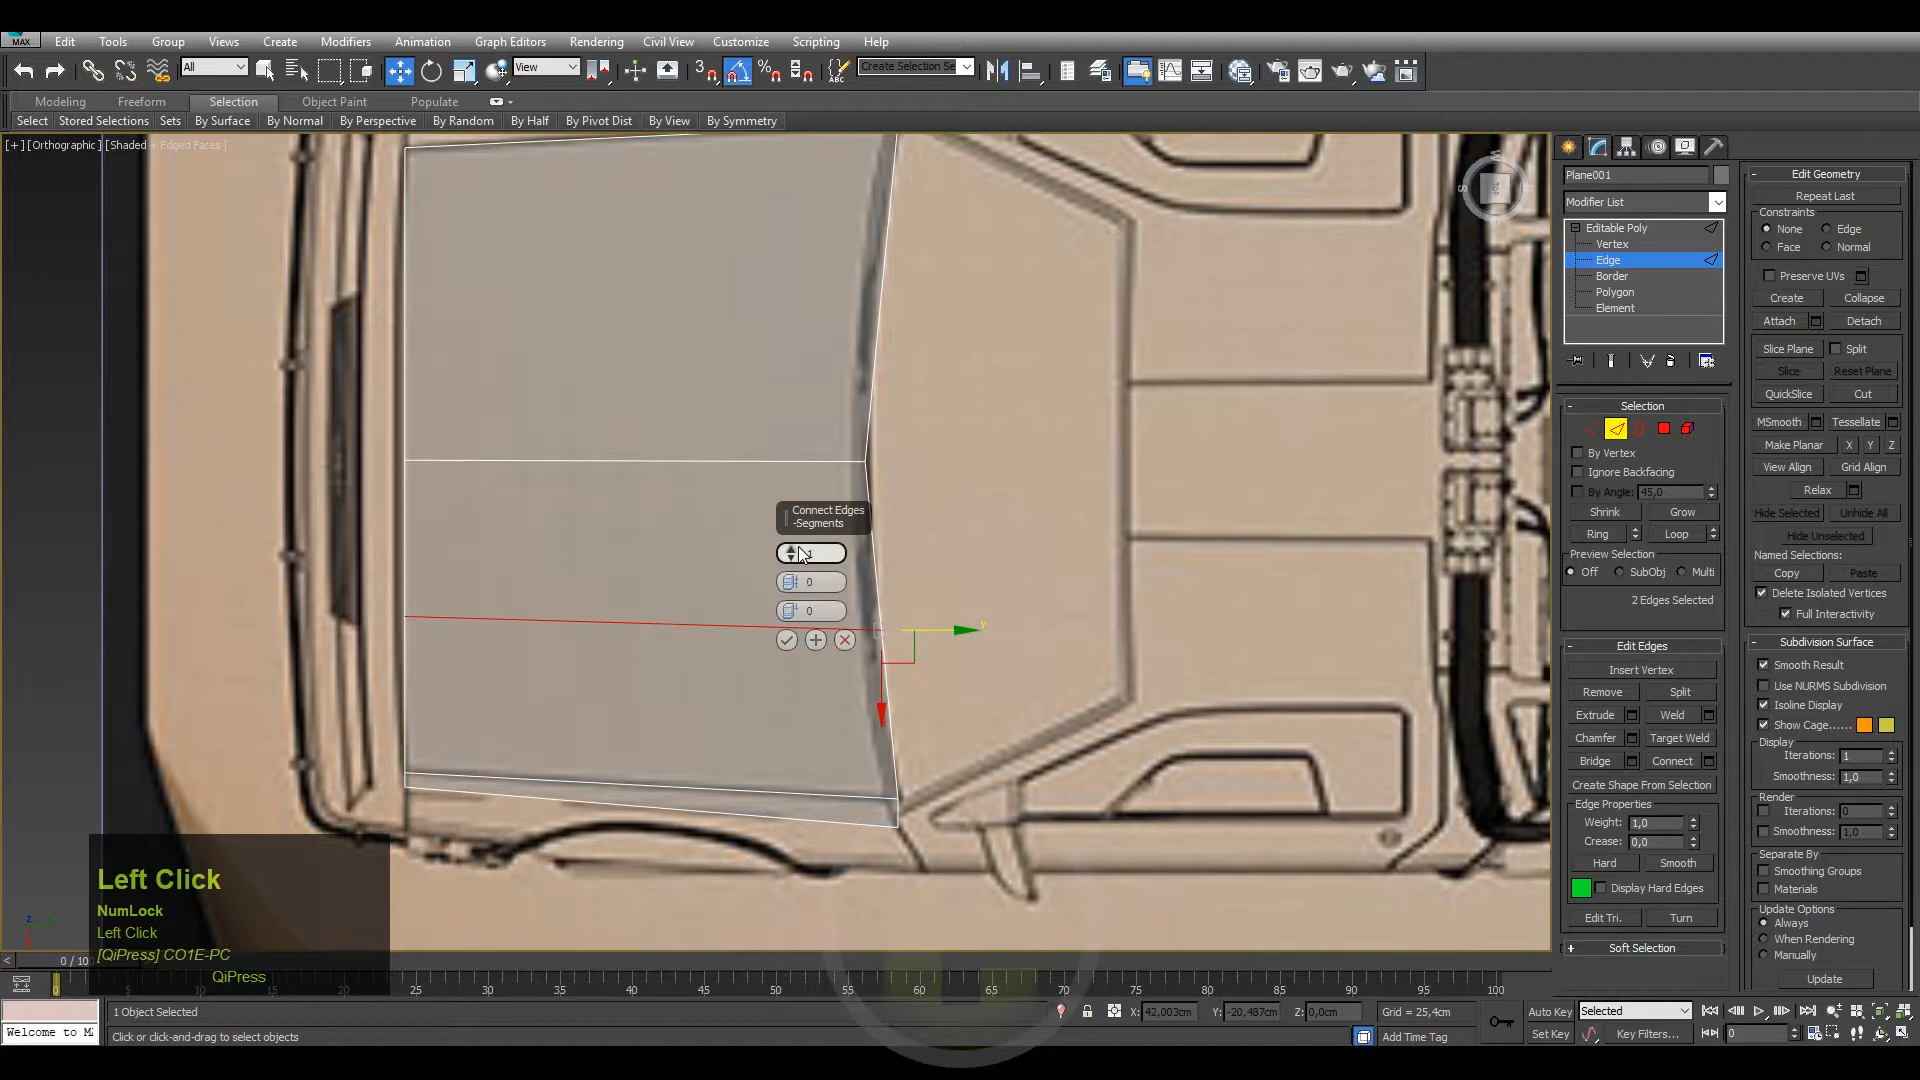 MAX Edit Tools Group Views Create Modifiers Animation Graph Editors Rendering Civil View Customize Scripting Help
All View 3 % ABC Create Selection Se
Modeling Freeform Selection Object Paint Populate
Select Stored Selections Sets By Surface By Normal By Perspective By Random By Half By Pivot Dist By View By Symmetry
[+] [Orthographic] [Shaded + Edged Faces]
Connect Edges
-Segments
1
0
0
y
Left Click
NumLock
Left Click
[QiPress] CO1E-PC
QiPress
Plane001
Modifier List
Editable Poly
Vertex
Edge
Border
Polygon
Element
Selection
By Vertex
Ignore Backfacing
By Angle: 45,0
Shrink Grow
Ring Loop
Preview Selection
Off SubObj Multi
2 Edges Selected
Edit Edges
Insert Vertex
Remove Split
Extrude Weld
Chamfer Target Weld
Bridge Connect
Create Shape From Selection
Edge Properties
Weight: 1,0
Crease: 0,0
Hard Smooth
Display Hard Edges
Edit Tri. Turn
Soft Selection
Edit Geometry
Repeat Last
Constraints
None Edge
Face Normal
Preserve UVs
Create Collapse
Attach Detach
Slice Plane Split
Slice Reset Plane
QuickSlice Cut
MSmooth Tessellate
Make Planar X Y Z
View Align Grid Align
Relax
Hide Selected Unhide All
Hide Unselected
Named Selections:
Copy Paste
Delete Isolated Vertices
Full Interactivity
Subdivision Surface
Smooth Result
Use NURMS Subdivision
Isoline Display
Show Cage......
Display
Iterations: 1
Smoothness: 1,0
Render
Iterations: 0
Smoothness: 1,0
Separate By
Smoothing Groups
Materials
Update Options
Always
When Rendering
Manually
Update
0 / 100
20 25 30 35 40 45 50 55 60 65 70 75 80 85 90 95 100
1 Object Selected X: 42,003cm Y: -20,487cm Z: 0,0cm Grid = 25,4cm Auto Key Selected
Welcome to Click or click-and-drag to select objects Add Time Tag Set Key Key Filters... 0